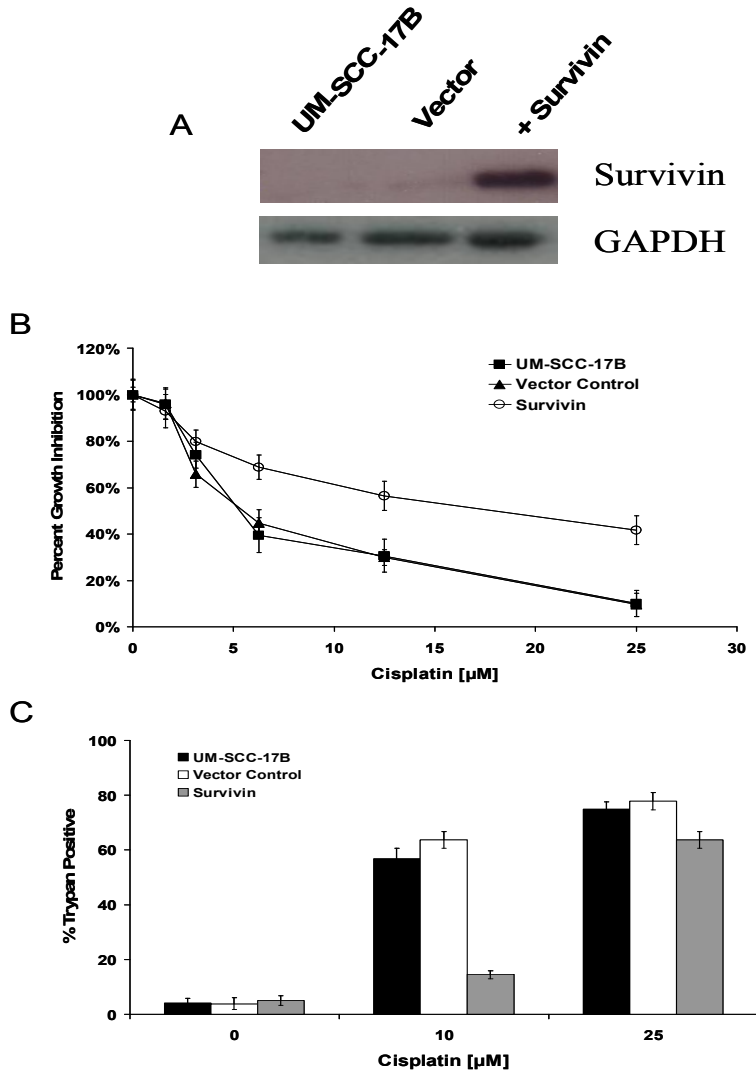 A
UM-SCC-17B
Vector
+ Survivin
Survivin
GAPDH
B
120%
100%
80%
60%
40%
20%
0%
Percent Growth Inhibition
UM-SCC-17B
Vector Control
Survivin
0 5 10 15 20 25 30
Cisplatin [µM]
C
100
80
60
40
20
0
% Trypan Positive
UM-SCC-17B
Vector Control
Survivin
0 10 25
Cisplatin [µM]